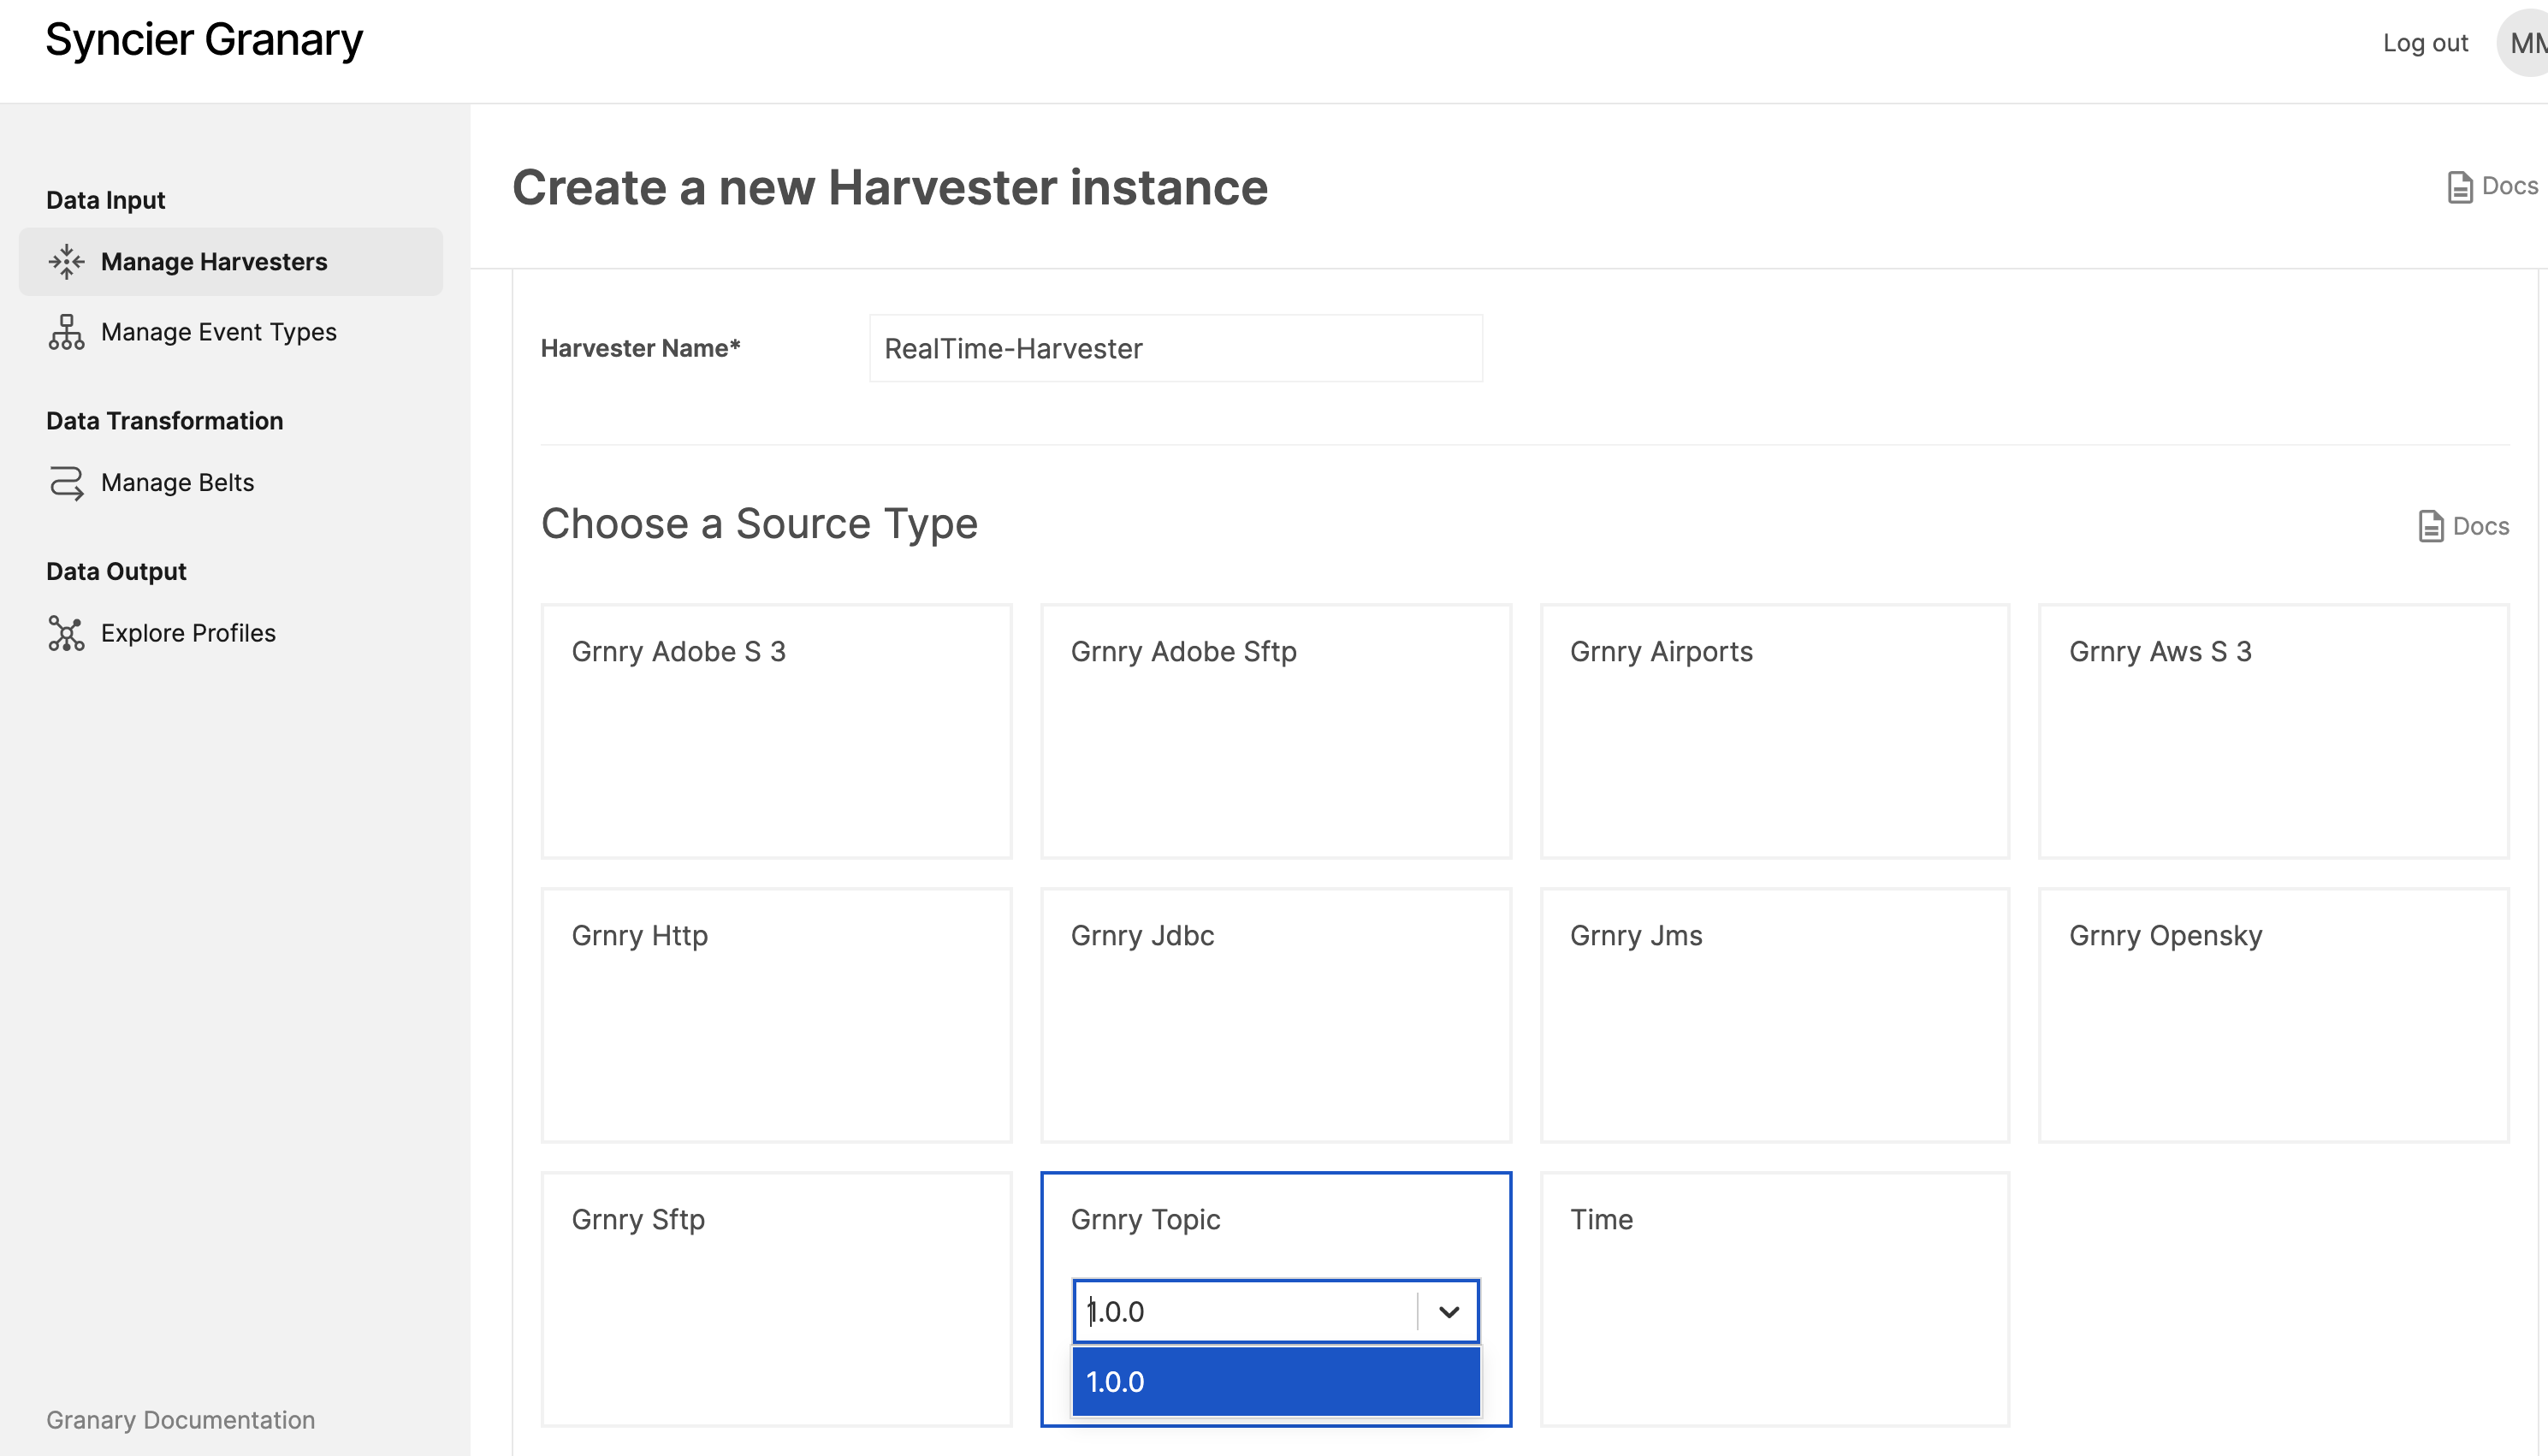 Syncier Granary
Log out
MM
Data Input
Manage Harvesters
Manage Event Types
Data Transformation
Manage Belts
Data Output
Explore Profiles
Granary Documentation
Create a new Harvester instance
Docs
Harvester Name*
RealTime-Harvester
Choose a Source Type
Docs
Grnry Adobe S 3
Grnry Adobe Sftp
Grnry Airports
Grnry Aws S 3
Grnry Http
Grnry Jdbc
Grnry Jms
Grnry Opensky
Grnry Sftp
Grnry Topic
1.0.0
1.0.0
Time